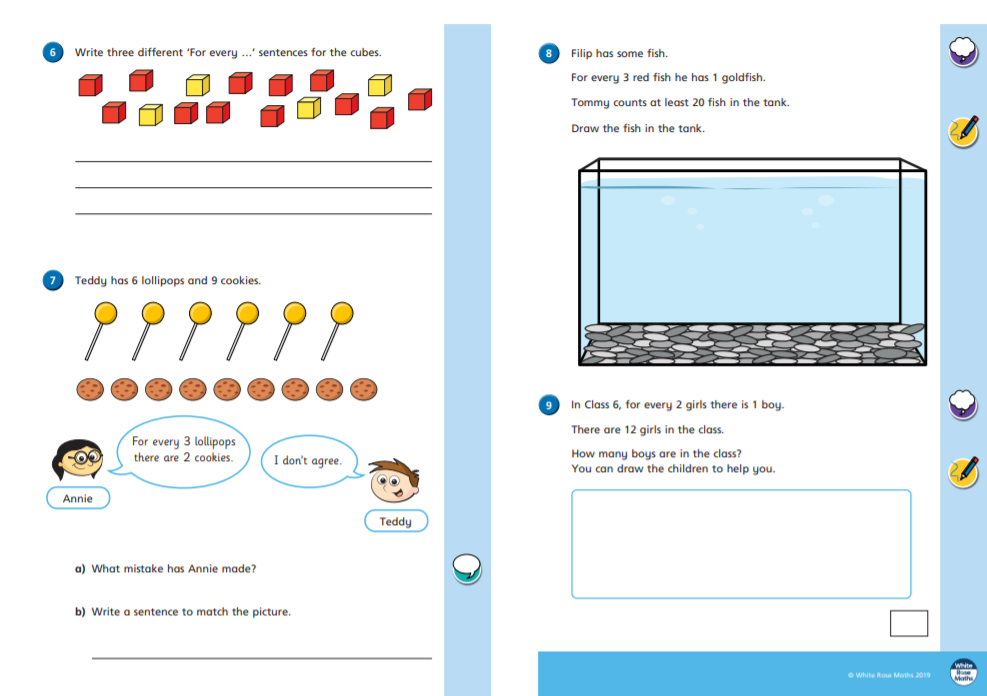 6 Write three different ‘For every ...’ sentences for the cubes.
7 Teddy has 6 lollipops and 9 cookies.
For every 3 lollipops
there are 2 cookies.
I don't agree.
Annie
Teddy
a) What mistake has Annie made?
b) Write a sentence to match the picture.
8 Filip has some fish.
For every 3 red fish he has 1 goldfish.
Tommy counts at least 20 fish in the tank.
Draw the fish in the tank.
9 In Class 6, for every 2 girls there is 1 boy.
There are 12 girls in the class.
How many boys are in the class?
You can draw the children to help you.
© White Rose Maths 2019
White
Rose
Maths